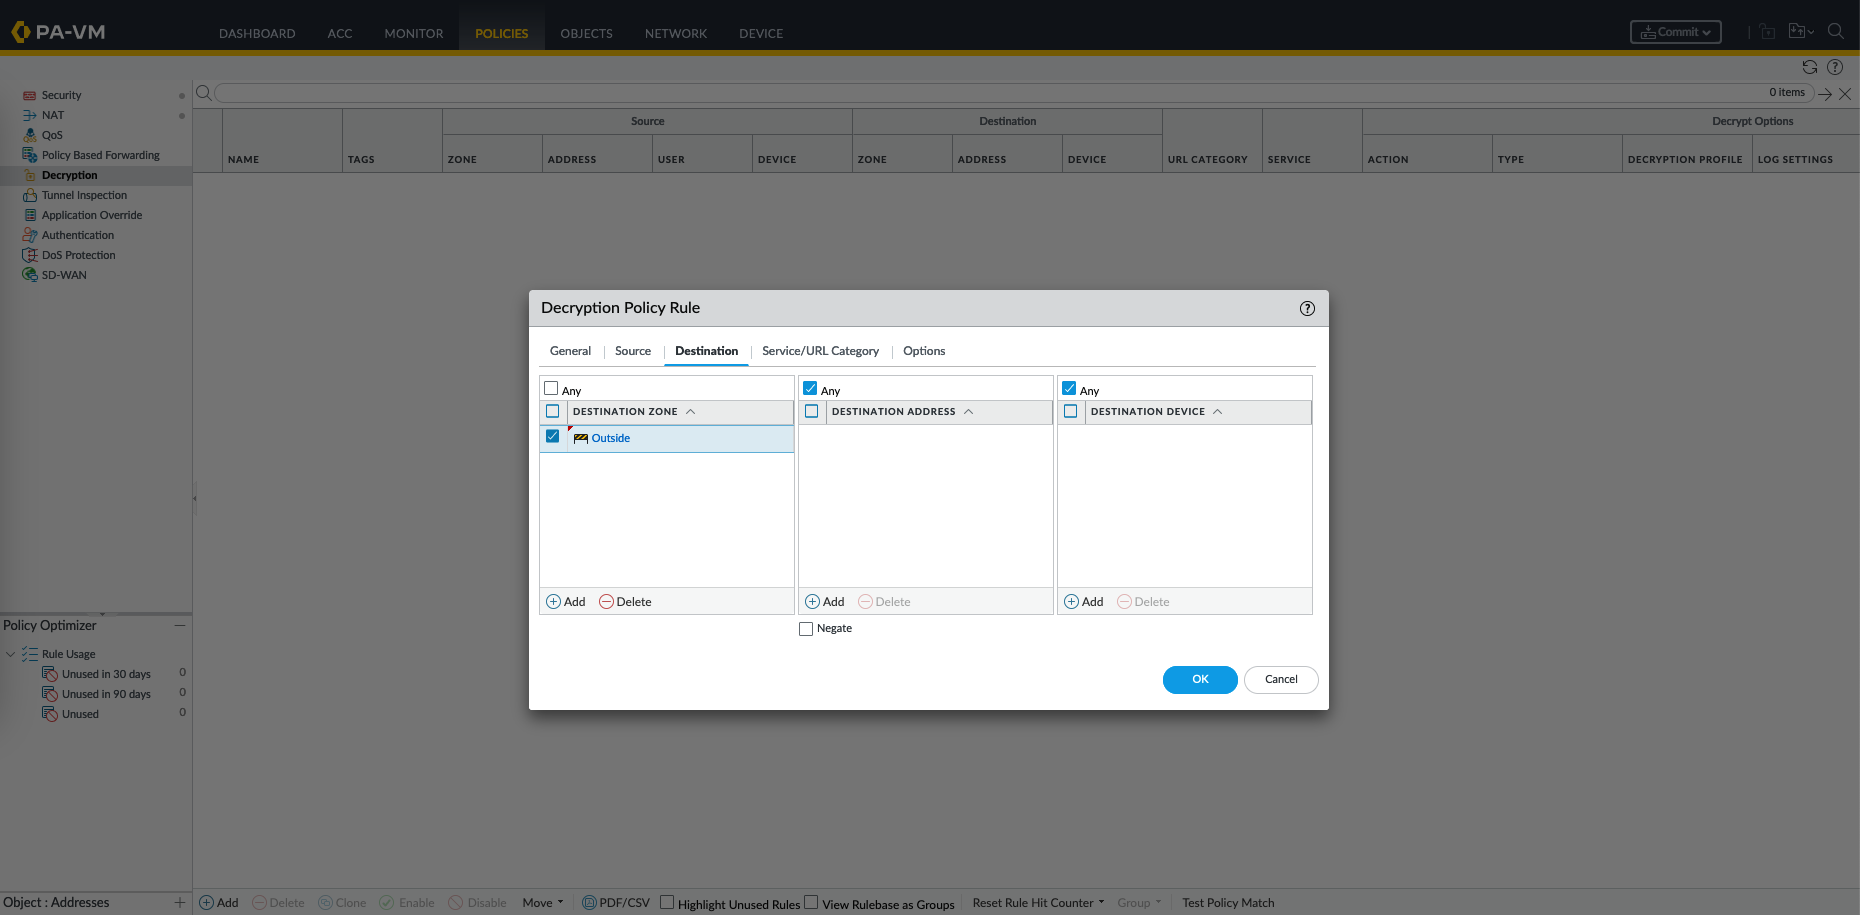 PA-VM
DASHBOARD ACC MONITOR POLICIES OBJECTS NETWORK DEVICE
Commit
Security
NAT
QoS
Policy Based Forwarding
Decryption
Tunnel Inspection
Application Override
Authentication
DoS Protection
SD-WAN
0 items
Source Destination Decrypt Options
NAME TAGS ZONE ADDRESS USER DEVICE ZONE ADDRESS DEVICE URL CATEGORY SERVICE ACTION TYPE DECRYPTION PROFILE LOG SETTINGS
Decryption Policy Rule
General Source Destination Service/URL Category Options
Any Any Any
DESTINATION ZONE DESTINATION ADDRESS DESTINATION DEVICE
Outside
Add Delete Add Delete Add Delete
Negate
OK Cancel
Policy Optimizer
Rule Usage
Unused in 30 days 0
Unused in 90 days 0
Unused 0
Object : Addresses
Add Delete Clone Enable Disable Move PDF/CSV Highlight Unused Rules View Rulebase as Groups Reset Rule Hit Counter Group Test Policy Match